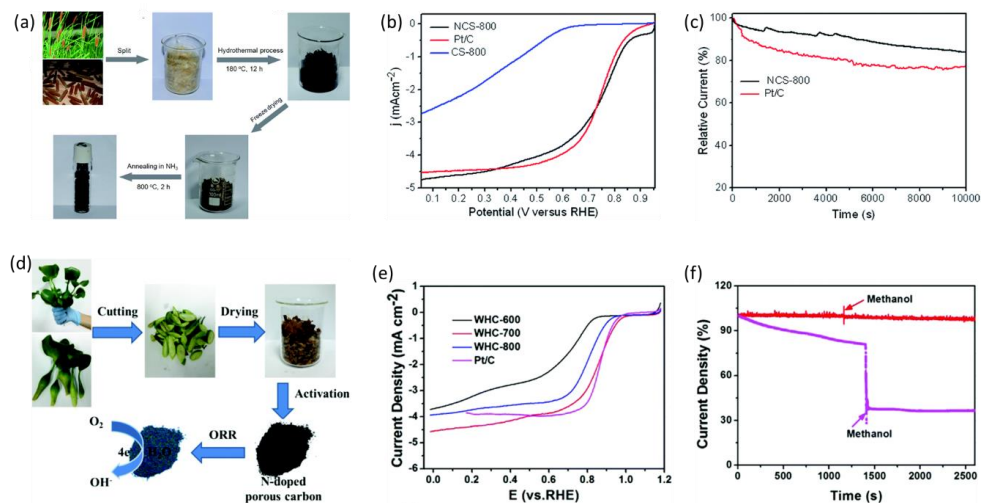 (a)
Split
Hydrothermal process
180 ºC, 12 h
Freeze-drying
Annealing in NH3
800 ºC, 2 h
(b)
NCS-800
Pt/C
CS-800
j (mAcm-2)
0
-1
-2
-3
-4
-5
0.1 0.2 0.3 0.4 0.5 0.6 0.7 0.8 0.9
Potential (V versus RHE)
(c)
Relative Current (%)
100
80
60
40
20
NCS-800
Pt/C
0 2000 4000 6000 8000 10000
Time (s)
(d)
Cutting
Drying
Activation
ORR
O2
4e
H2O
OH-
N-doped
porous carbon
(e)
Current Density (mA cm-2)
1
0
-1
-2
-3
-4
-5
-6
WHC-600
WHC-700
WHC-800
Pt/C
0.0 0.2 0.4 0.6 0.8 1.0 1.2
E (vs.RHE)
(f)
Current Density (%)
120
90
60
30
0
Methanol
Methanol
0 500 1000 1500 2000 2500
Time (s)